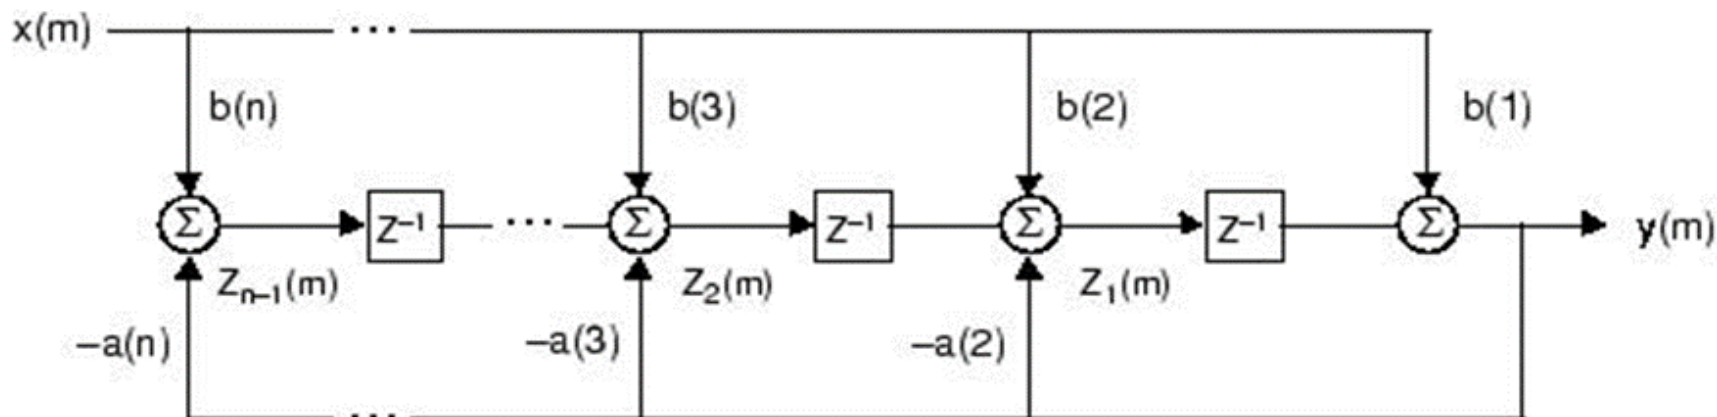 x(m) ...
b(n) b(3) b(2) b(1)
Σ Z⁻¹ ... Σ Z⁻¹ Σ Z⁻¹ Σ y(m)
Zₙ₋₁(m) Z₂(m) Z₁(m)
–a(n) –a(3) –a(2)
...